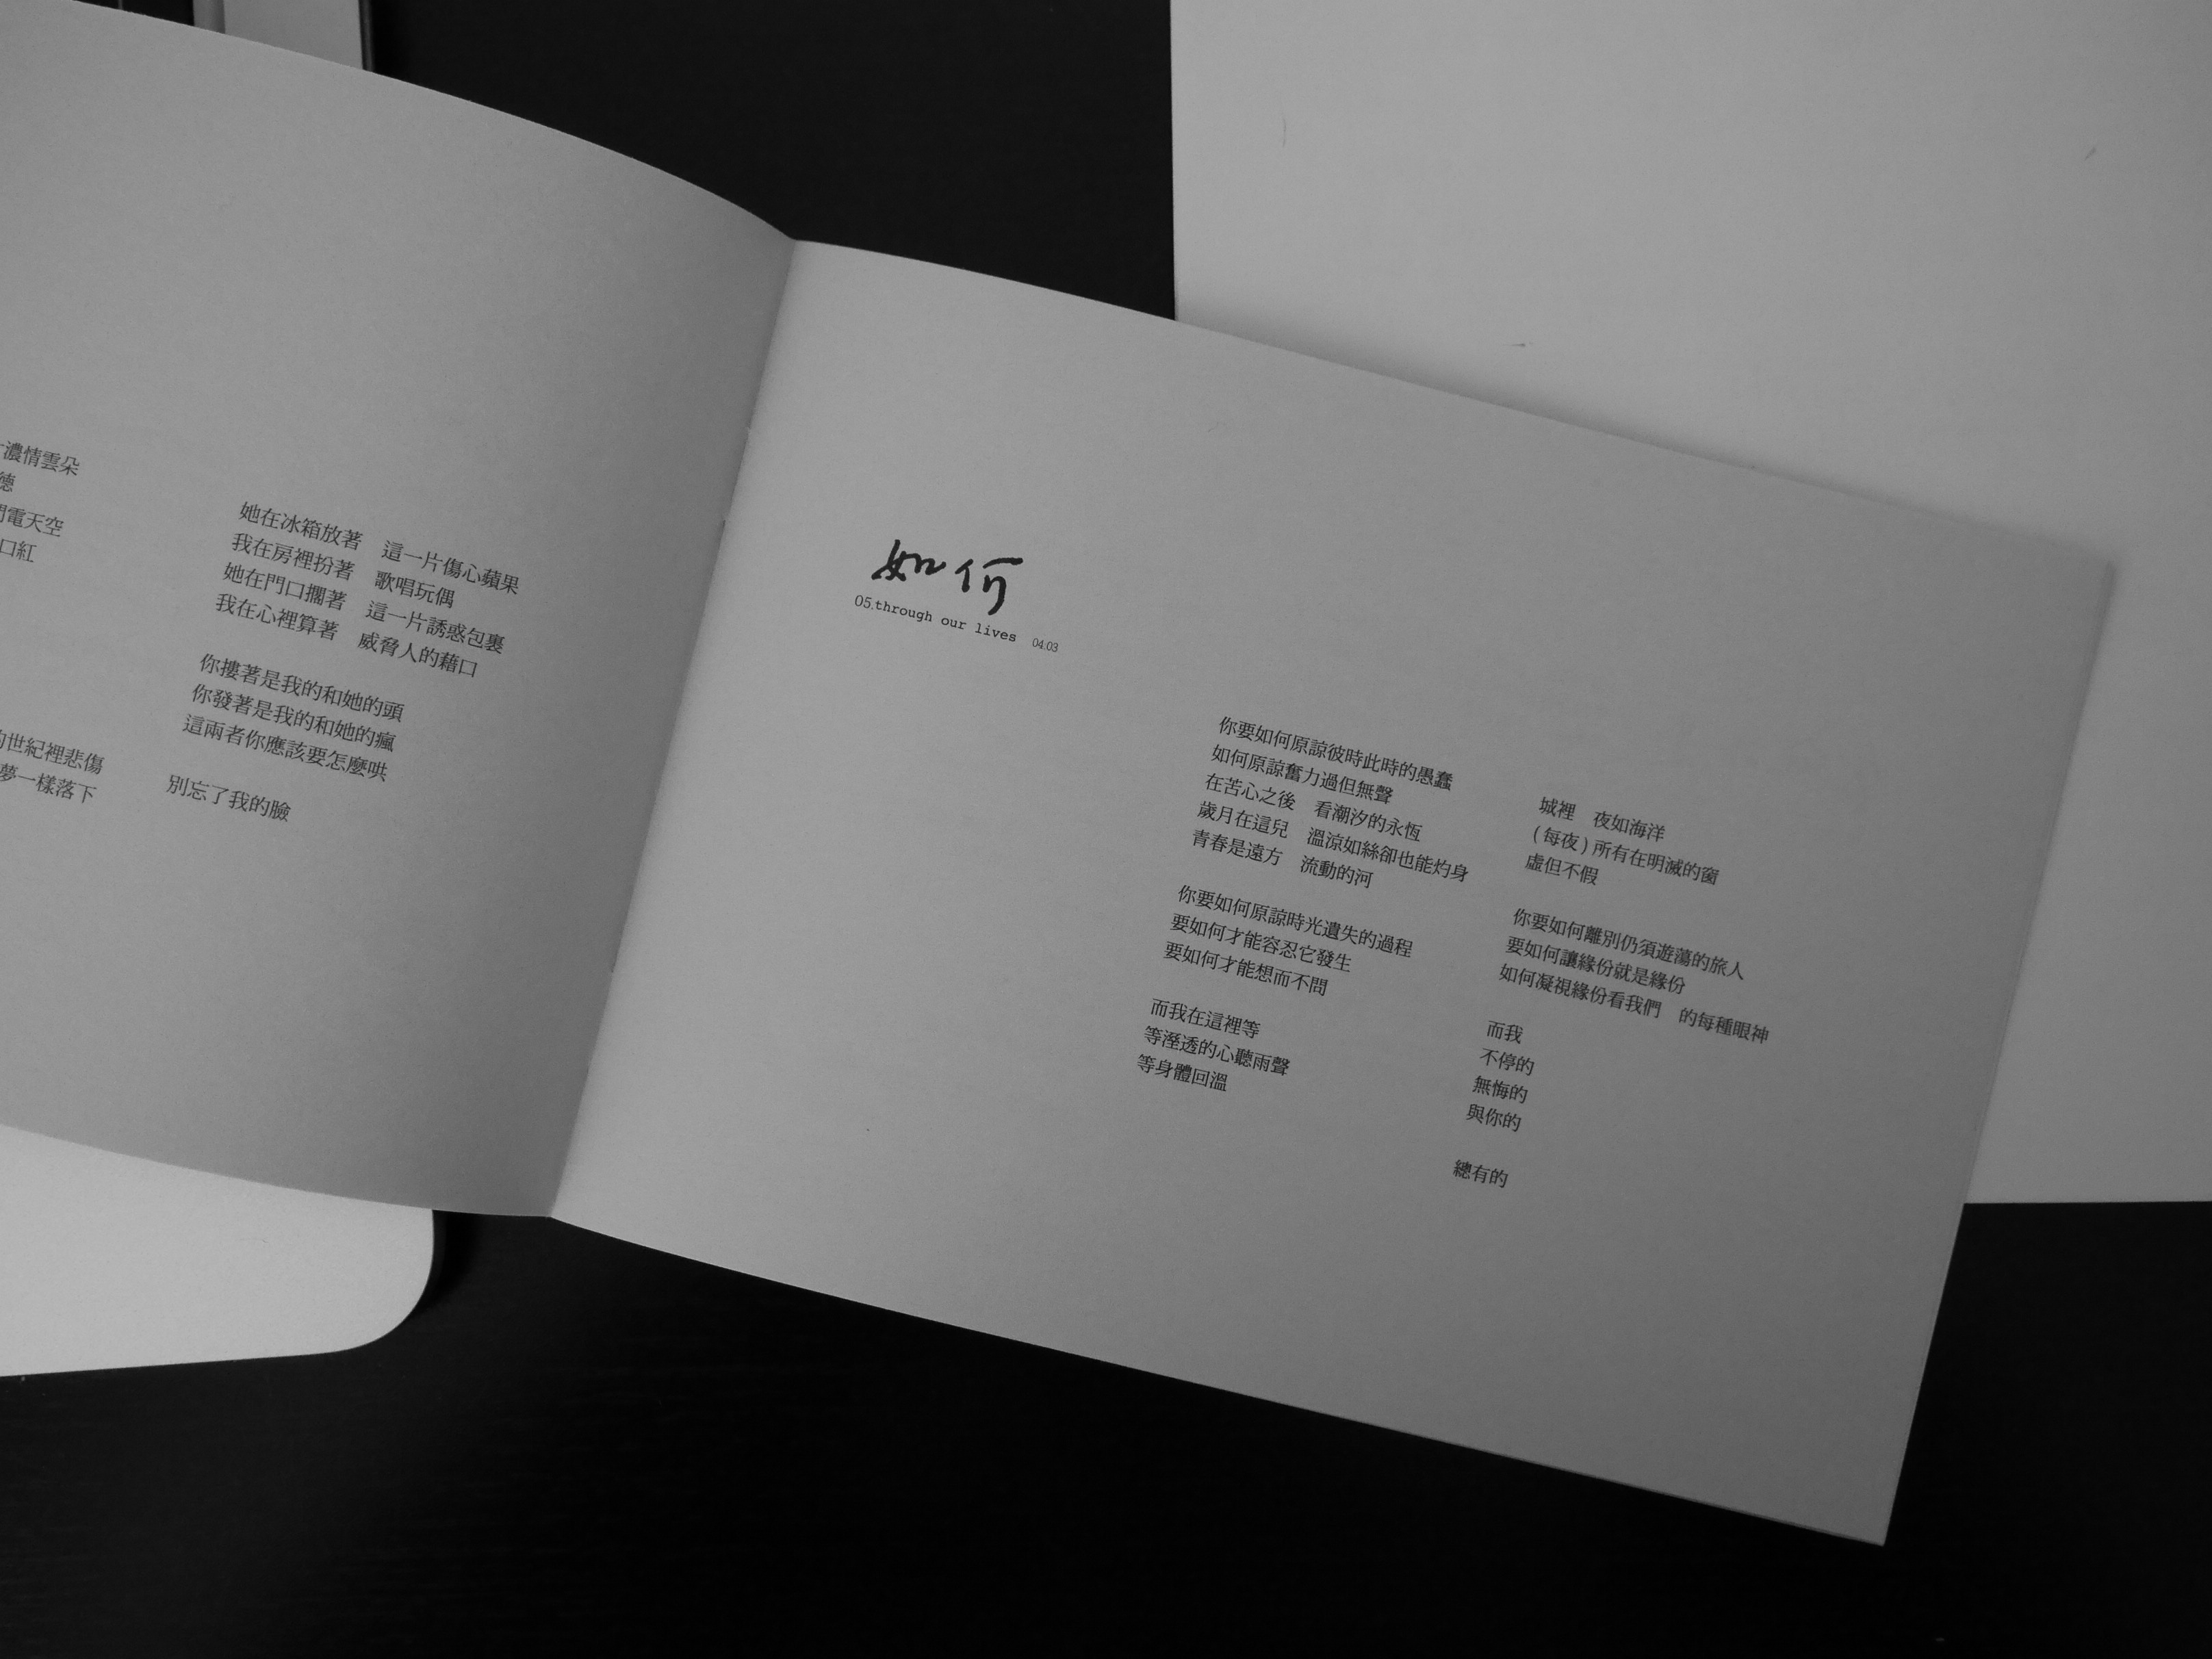 濃情雲朵
德
電天空
口紅
世紀裡悲傷
夢一樣落下
她在冰箱放著　這一片傷心蘋果
我在房裡扮著　歌唱玩偶
她在門口擱著　這一片誘惑包裹
我在心裡算著　威脅人的藉口
你摟著是我的和她的頭
你發著是我的和她的瘋
這兩者你應該要怎麼哄
別忘了我的臉
如何
05.through our lives 04:03
你要如何原諒彼時此時的愚蠢
如何原諒奮力過但無聲
在苦心之後　看潮汐的永恆
歲月在這兒　溫涼如絲卻也能灼身
青春是遠方　流動的河
你要如何原諒時光遺失的過程
要如何才能容忍它發生
要如何才能想而不問
而我在這裡等
等溼透的心聽雨聲
等身體回溫
城裡　夜如海洋
(每夜)所有在明滅的窗
虛但不假
你要如何離別仍須遊蕩的旅人
要如何讓緣份就是緣份
如何凝視緣份看我們　的每種眼神
而我
不停的
無悔的
與你的
總有的